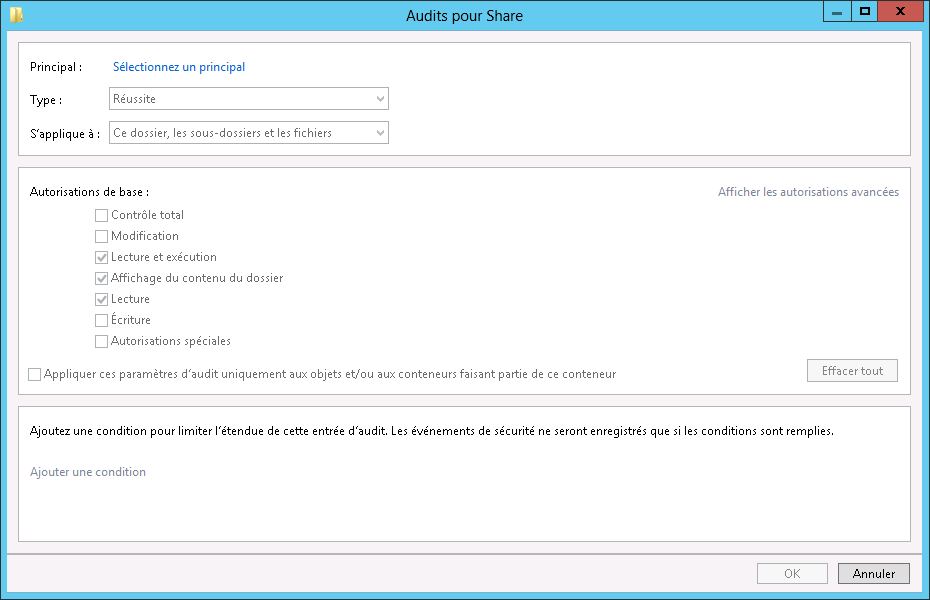 Audits pour Share
Principal : Sélectionnez un principal
Type : Réussite
S'applique à : Ce dossier, les sous-dossiers et les fichiers
Autorisations de base : Afficher les autorisations avancées
Contrôle total
Modification
Lecture et exécution
Affichage du contenu du dossier
Lecture
Écriture
Autorisations spéciales
Appliquer ces paramètres d'audit uniquement aux objets et/ou aux conteneurs faisant partie de ce conteneur Effacer tout
Ajoutez une condition pour limiter l'étendue de cette entrée d'audit. Les événements de sécurité ne seront enregistrés que si les conditions sont remplies.
Ajouter une condition
OK Annuler